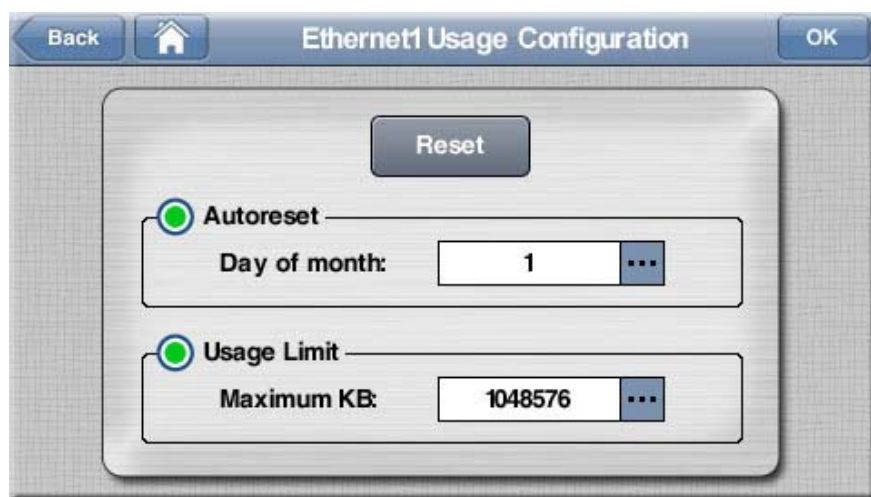 Back Ethernet1 Usage Configuration OK
Reset
Autoreset
Day of month: 1 ...
Usage Limit
Maximum KB: 1048576 ...